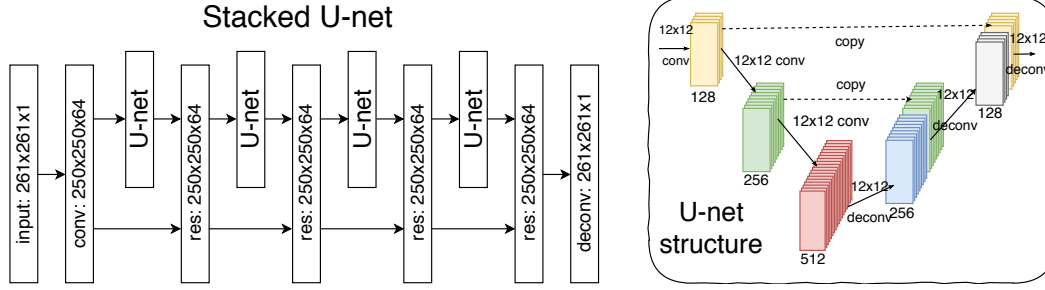 Stacked U-net
input: 261x261x1
conv: 250x250x64
U-net
res: 250x250x64
U-net
res: 250x250x64
U-net
res: 250x250x64
U-net
res: 250x250x64
deconv: 261x261x1
12x12
conv
128
copy
12x12 conv
256
copy
12x12 conv
512
12x12
deconv
256
12x12
deconv
128
12x12
deconv
U-net
structure